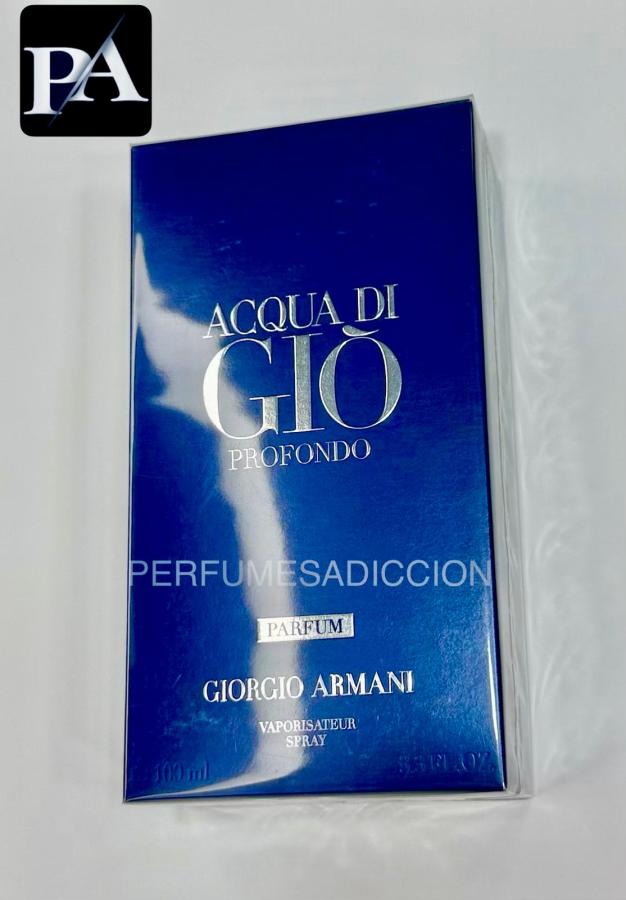 PA
ACQUA DI
GIÒ
PROFONDO
PERFUMESADICCION
PARFUM
GIORGIO ARMANI
VAPORISATEUR
SPRAY
100 ml 3.3 FL.OZ.